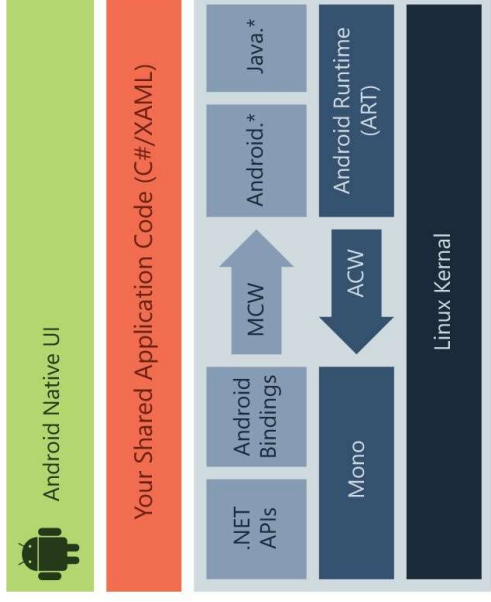 Android Native UI
Your Shared Application Code (C#/XAML)
.NET
APIs
Android
Bindings
MCW
Android.*
Java.*
Mono
ACW
Android Runtime
(ART)
Linux Kernal